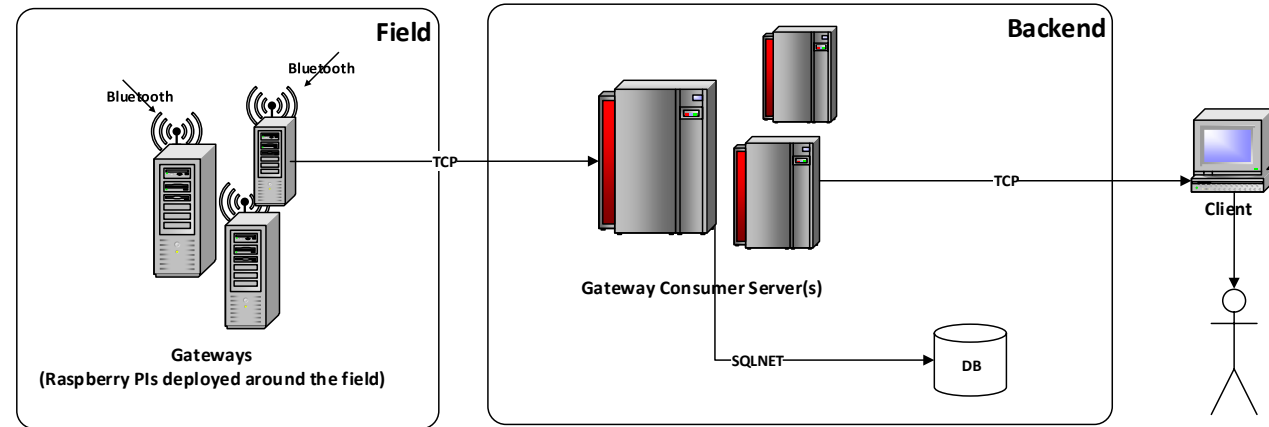 Field
Bluetooth
Bluetooth
Gateways
(Raspberry PIs deployed around the field)
TCP
Backend
Gateway Consumer Server(s)
SQLNET
DB
TCP
Client